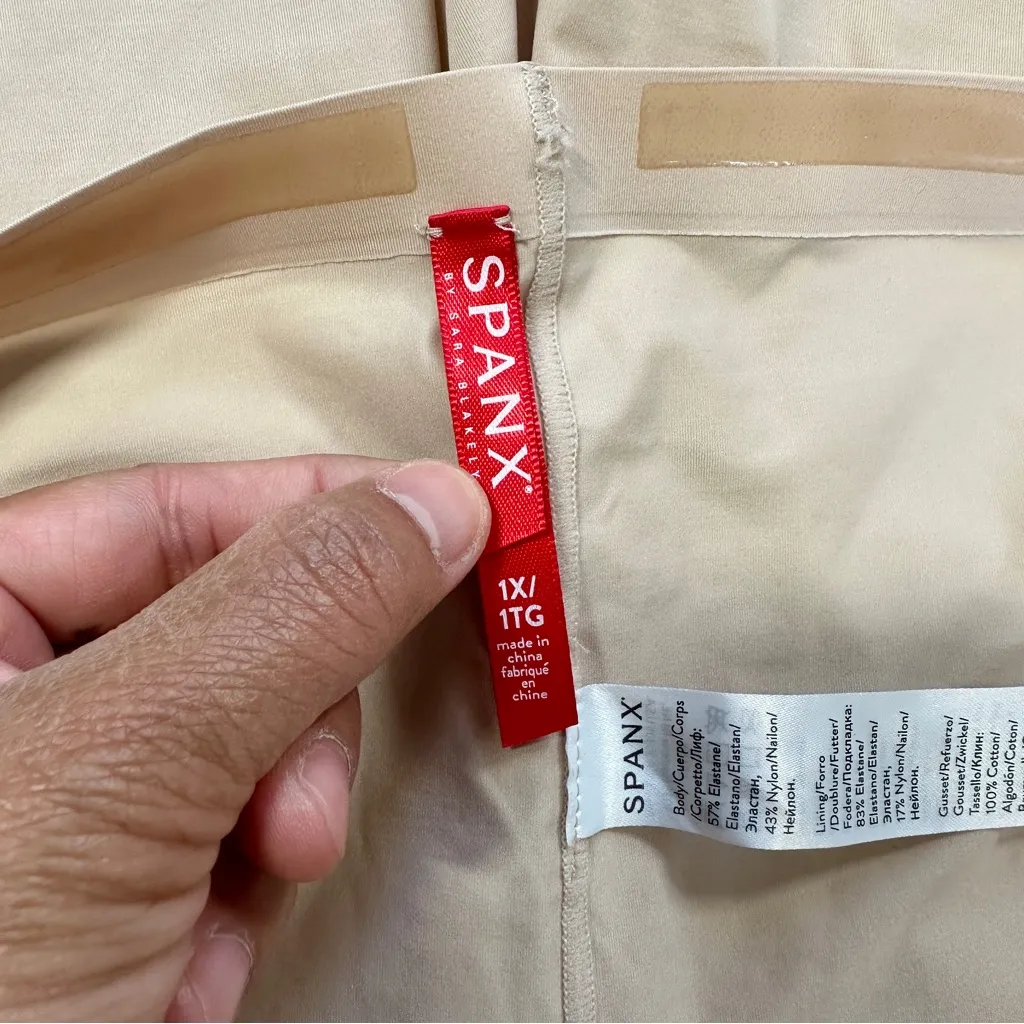 SPANX®
BY SARA BLAKELY
1X/
1TG
made in
china
fabriqué
en
chine
SPANX®
Body/Cuerpo/Corps
/Corpetto/Лиф:
57% Elastane/
Elastano/Elastan/
Эластан,
43% Nylon/Nailon/
Нейлон.
Lining/Forro
/Doublure/Futter/
Fodera/Подкладка:
83% Elastane/
Elastano/Elastan/
Эластан,
17% Nylon/Nailon/
Нейлон.
Gusset/Refuerzo/
Gousset/Zwickel/
Tassello/Клин:
100% Cotton/
Algodón/Coton/